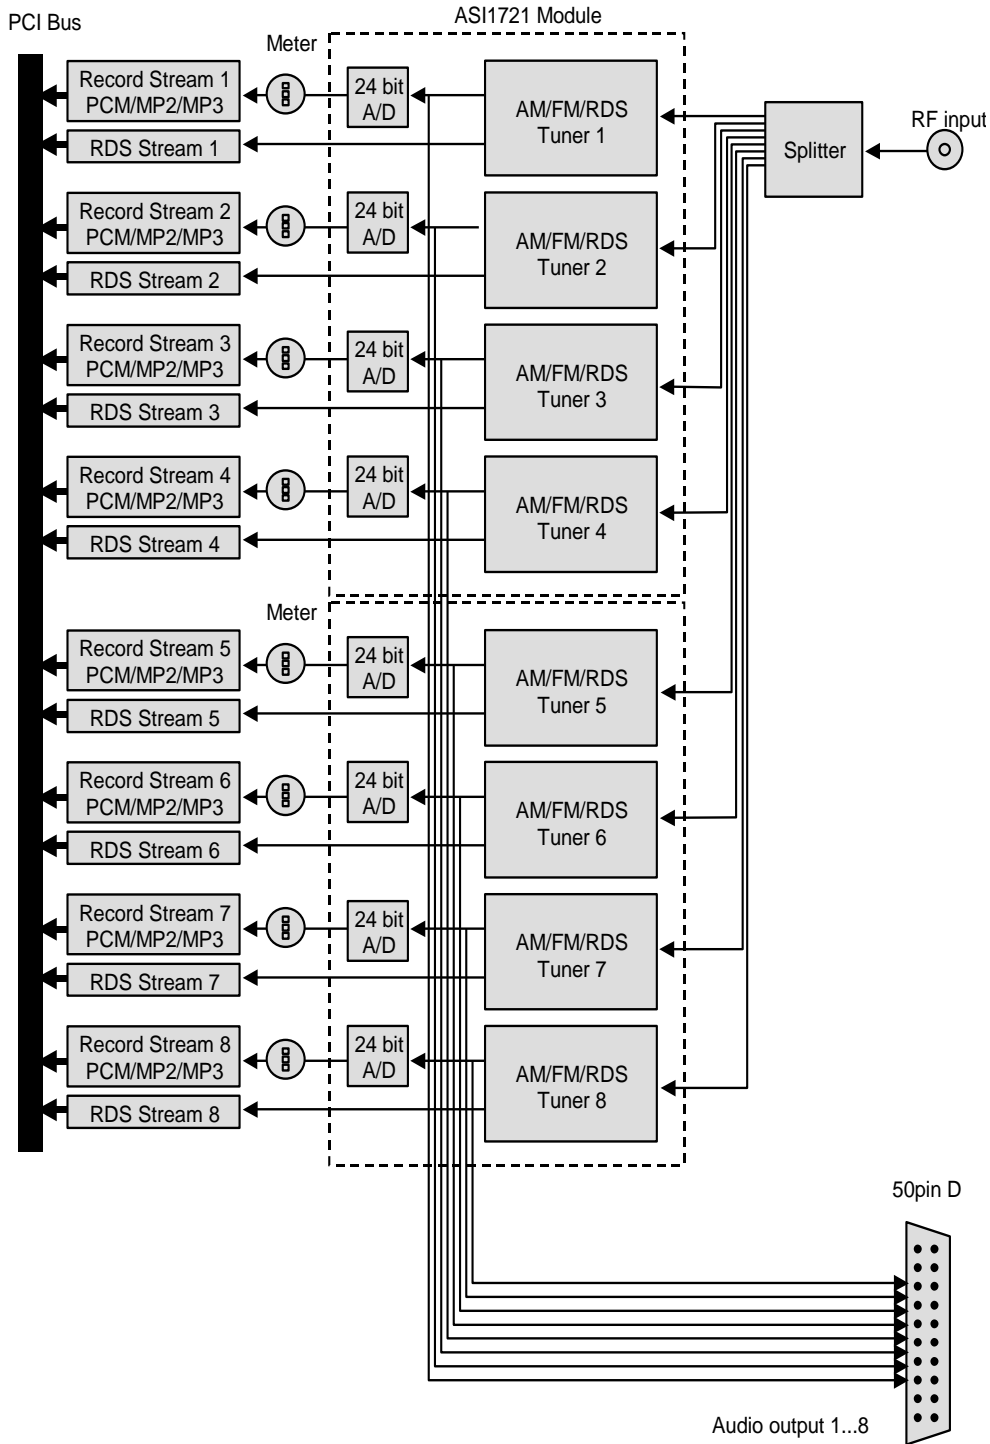 PCI Bus
ASI1721 Module
Meter
Record Stream 1
PCM/MP2/MP3
24 bit
A/D
AM/FM/RDS
Tuner 1
RDS Stream 1
Splitter
RF input
Record Stream 2
PCM/MP2/MP3
24 bit
A/D
AM/FM/RDS
Tuner 2
RDS Stream 2
Record Stream 3
PCM/MP2/MP3
24 bit
A/D
AM/FM/RDS
Tuner 3
RDS Stream 3
Record Stream 4
PCM/MP2/MP3
24 bit
A/D
AM/FM/RDS
Tuner 4
RDS Stream 4
Meter
Record Stream 5
PCM/MP2/MP3
24 bit
A/D
AM/FM/RDS
Tuner 5
RDS Stream 5
Record Stream 6
PCM/MP2/MP3
24 bit
A/D
AM/FM/RDS
Tuner 6
RDS Stream 6
Record Stream 7
PCM/MP2/MP3
24 bit
A/D
AM/FM/RDS
Tuner 7
RDS Stream 7
Record Stream 8
PCM/MP2/MP3
24 bit
A/D
AM/FM/RDS
Tuner 8
RDS Stream 8
50pin D
Audio output 1...8